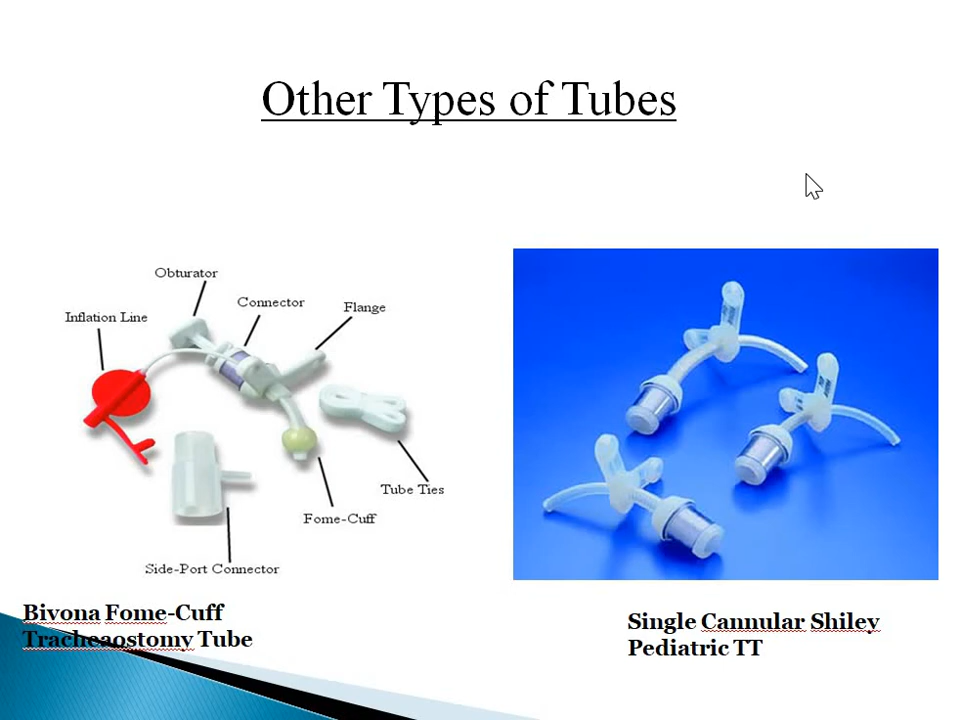 Other Types of Tubes
Obturator
Connector
Flange
Inflation Line
Tube Ties
Fome-Cuff
Side-Port Connector
Bivona Fome-Cuff
Tracheaostomy Tube
Single Cannular Shiley
Pediatric TT